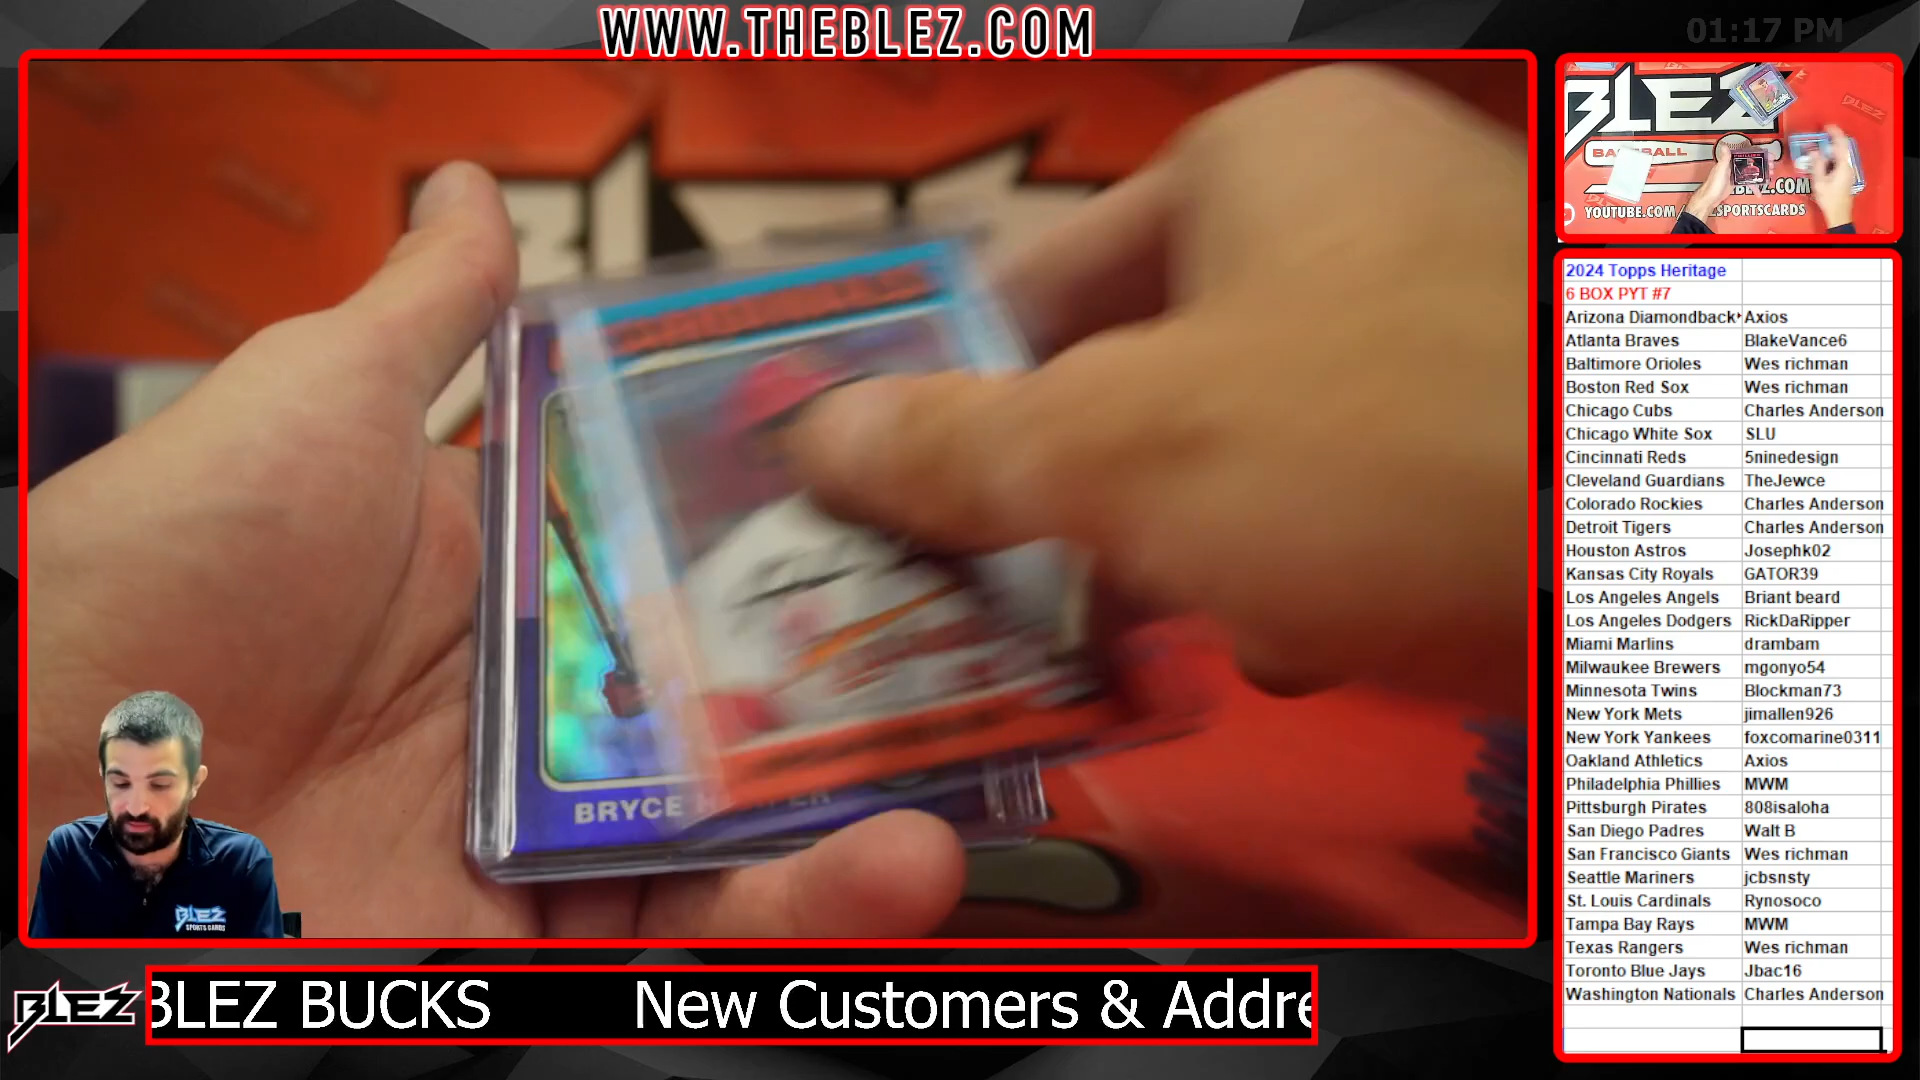 WWW.THEBLEZ.COM
01:17 PM
BLEZ
BASEBALL
YOUTUBE.COM/
SPORTSCARDS
BRYCE
BLEZ
SPORTS CARDS
2024 Topps Heritage
6 BOX PYT #7
Arizona Diamondback Axios
Atlanta Braves BlakeVance6
Baltimore Orioles Wes richman
Boston Red Sox Wes richman
Chicago Cubs Charles Anderson
Chicago White Sox SLU
Cincinnati Reds 5ninedesign
Cleveland Guardians TheJewce
Colorado Rockies Charles Anderson
Detroit Tigers Charles Anderson
Houston Astros Josephk02
Kansas City Royals GATOR39
Los Angeles Angels Briant beard
Los Angeles Dodgers RickDaRipper
Miami Marlins drambam
Milwaukee Brewers mgonyo54
Minnesota Twins Blockman73
New York Mets jimallen926
New York Yankees foxcomarine0311
Oakland Athletics Axios
Philadelphia Phillies MWM
Pittsburgh Pirates 808isaloha
San Diego Padres Walt B
San Francisco Giants Wes richman
Seattle Mariners jcbsnsty
St. Louis Cardinals Rynosoco
Tampa Bay Rays MWM
Texas Rangers Wes richman
Toronto Blue Jays Jbac16
Washington Nationals Charles Anderson
BLEZ
BLEZ BUCKS New Customers & Addre